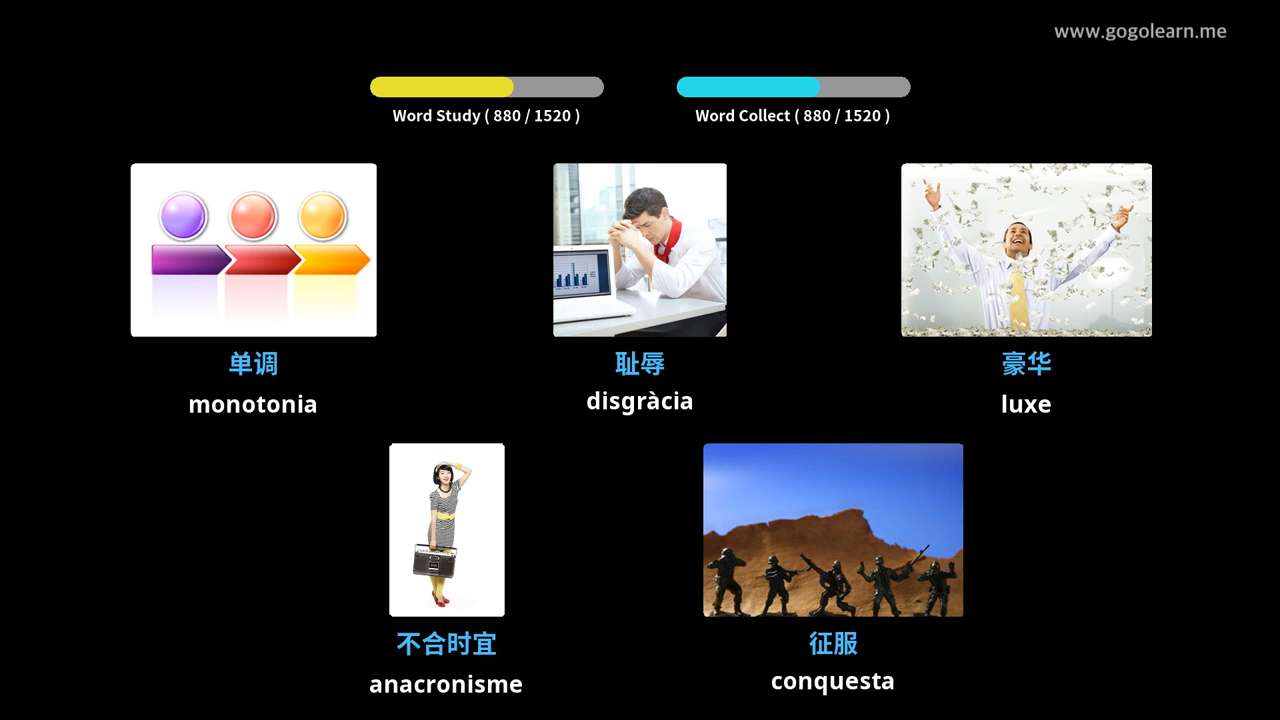 www.gogolearn.me
Word Study ( 880 / 1520 )
Word Collect ( 880 / 1520 )
单调
monotonia
耻辱
disgràcia
豪华
luxe
不合时宜
anacronisme
征服
conquesta